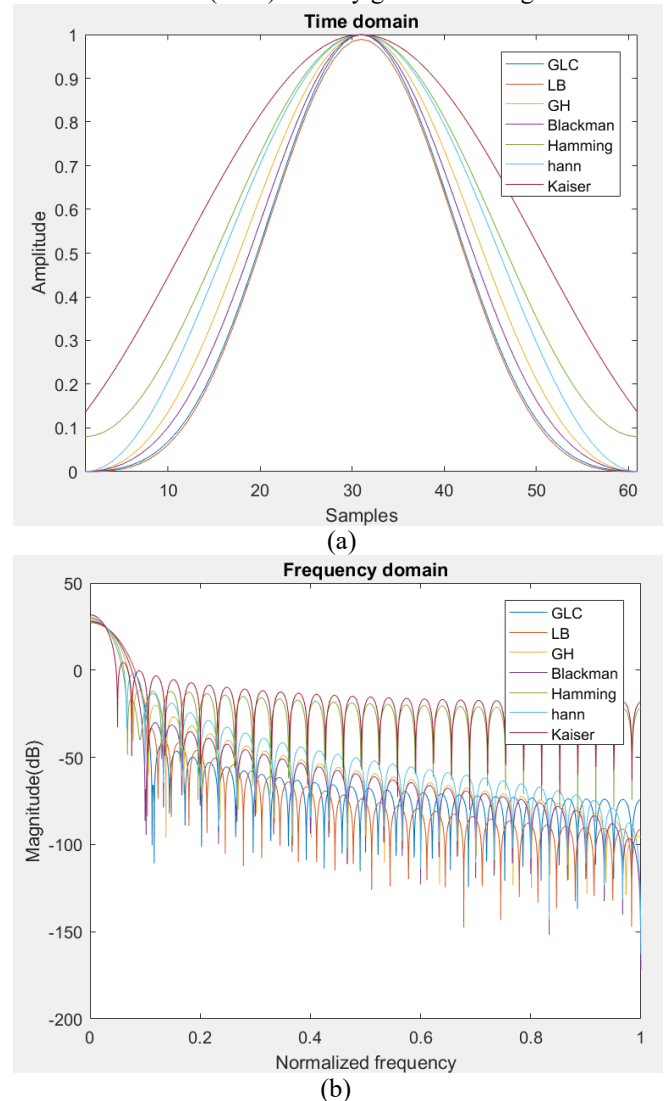 Time domain
1
0.9
0.8
0.7
0.6
0.5
0.4
0.3
0.2
0.1
0
Amplitude
GLC
LB
GH
Blackman
Hamming
hann
Kaiser
10 20 30 40 50 60
Samples
(a)
Frequency domain
50
0
-50
-100
-150
-200
Magnitude(dB)
GLC
LB
GH
Blackman
Hamming
hann
Kaiser
0 0.2 0.4 0.6 0.8 1
Normalized frequency
(b)